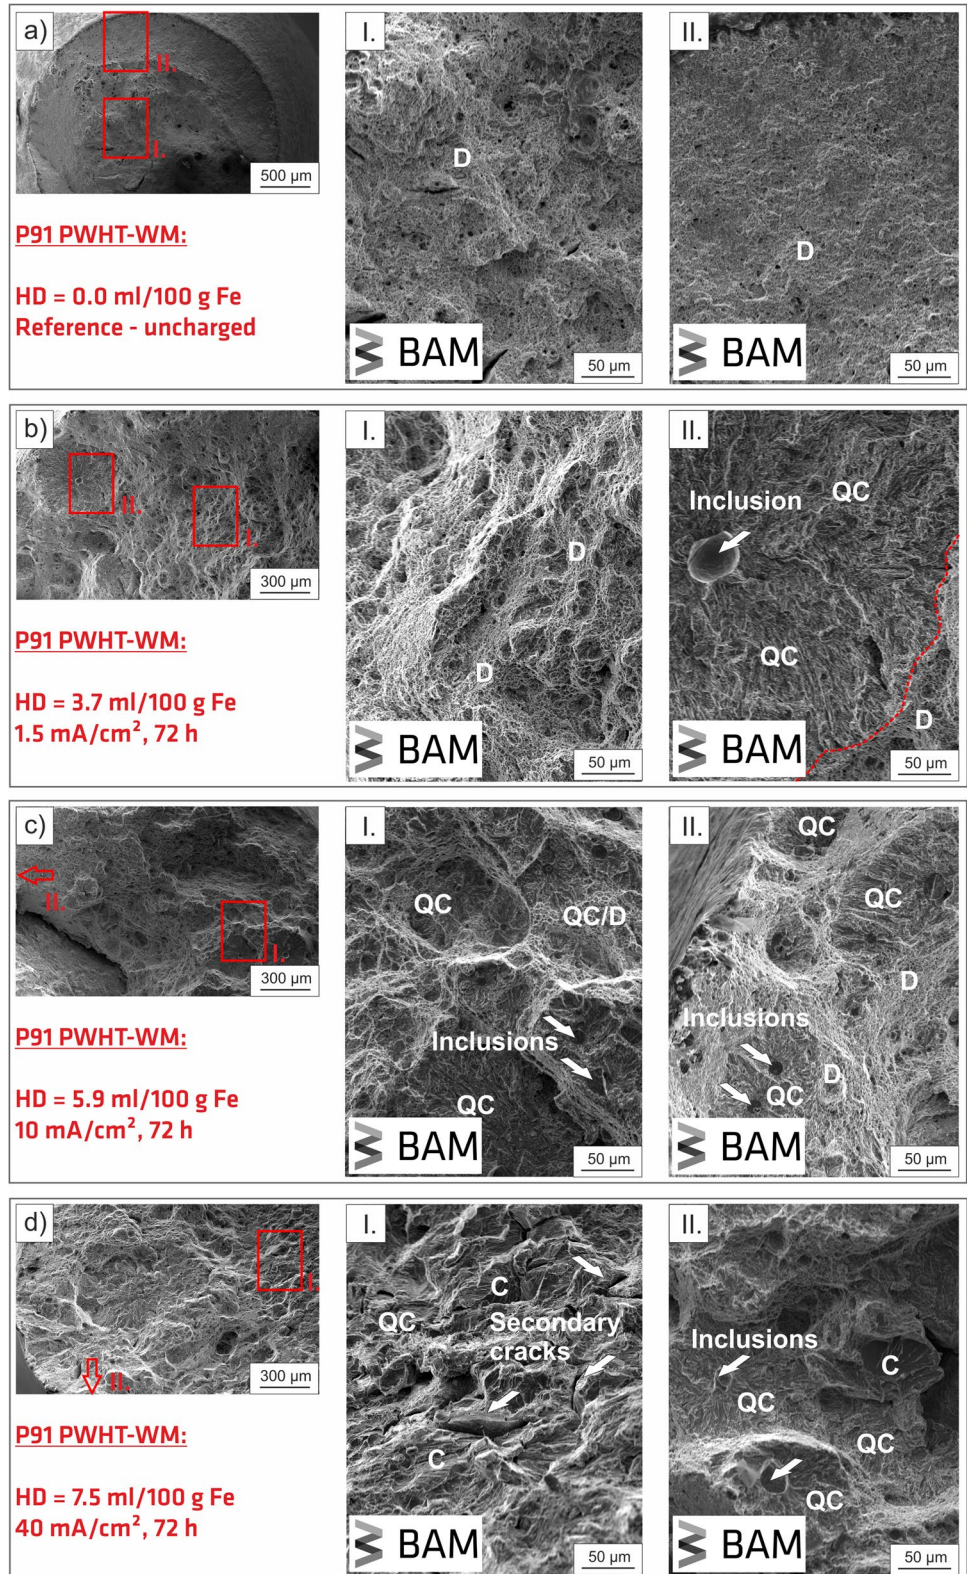 a)
II.
I.
500 µm
P91 PWHT-WM:
HD = 0.0 ml/100 g Fe
Reference - uncharged
I.
D
BAM
50 µm
II.
D
BAM
50 µm
b)
II.
I.
300 µm
P91 PWHT-WM:
HD = 3.7 ml/100 g Fe
1.5 mA/cm², 72 h
I.
D
D
BAM
50 µm
II.
QC
Inclusion
QC
D
BAM
50 µm
c)
II.
I.
300 µm
P91 PWHT-WM:
HD = 5.9 ml/100 g Fe
10 mA/cm², 72 h
I.
QC
QC/D
Inclusions
QC
BAM
50 µm
II.
QC
QC
D
Inclusions
D
QC
BAM
50 µm
d)
I.
II.
300 µm
P91 PWHT-WM:
HD = 7.5 ml/100 g Fe
40 mA/cm², 72 h
I.
C
QC
Secondary
cracks
C
BAM
50 µm
II.
Inclusions
C
QC
QC
QC
BAM
50 µm